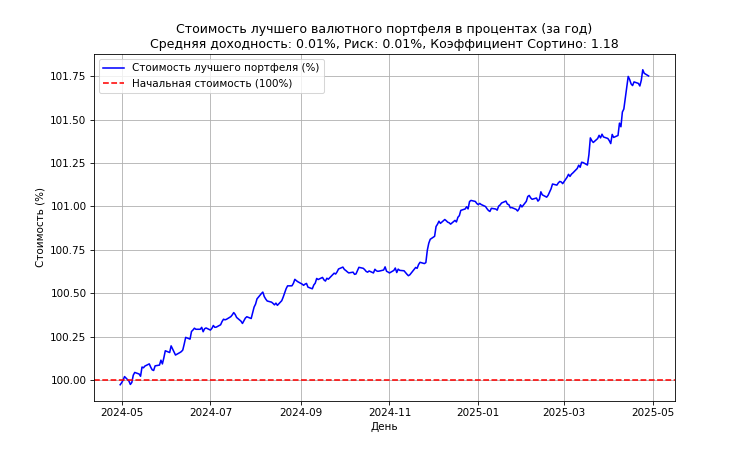 Стоимость лучшего валютного портфеля в процентах (за год)
Средняя доходность: 0.01%, Риск: 0.01%, Коэффициент Сортино: 1.18
Стоимость лучшего портфеля (%)
Начальная стоимость (100%)
Стоимость (%)
101.75
101.50
101.25
101.00
100.75
100.50
100.25
100.00
2024-05 2024-07 2024-09 2024-11 2025-01 2025-03 2025-05
День